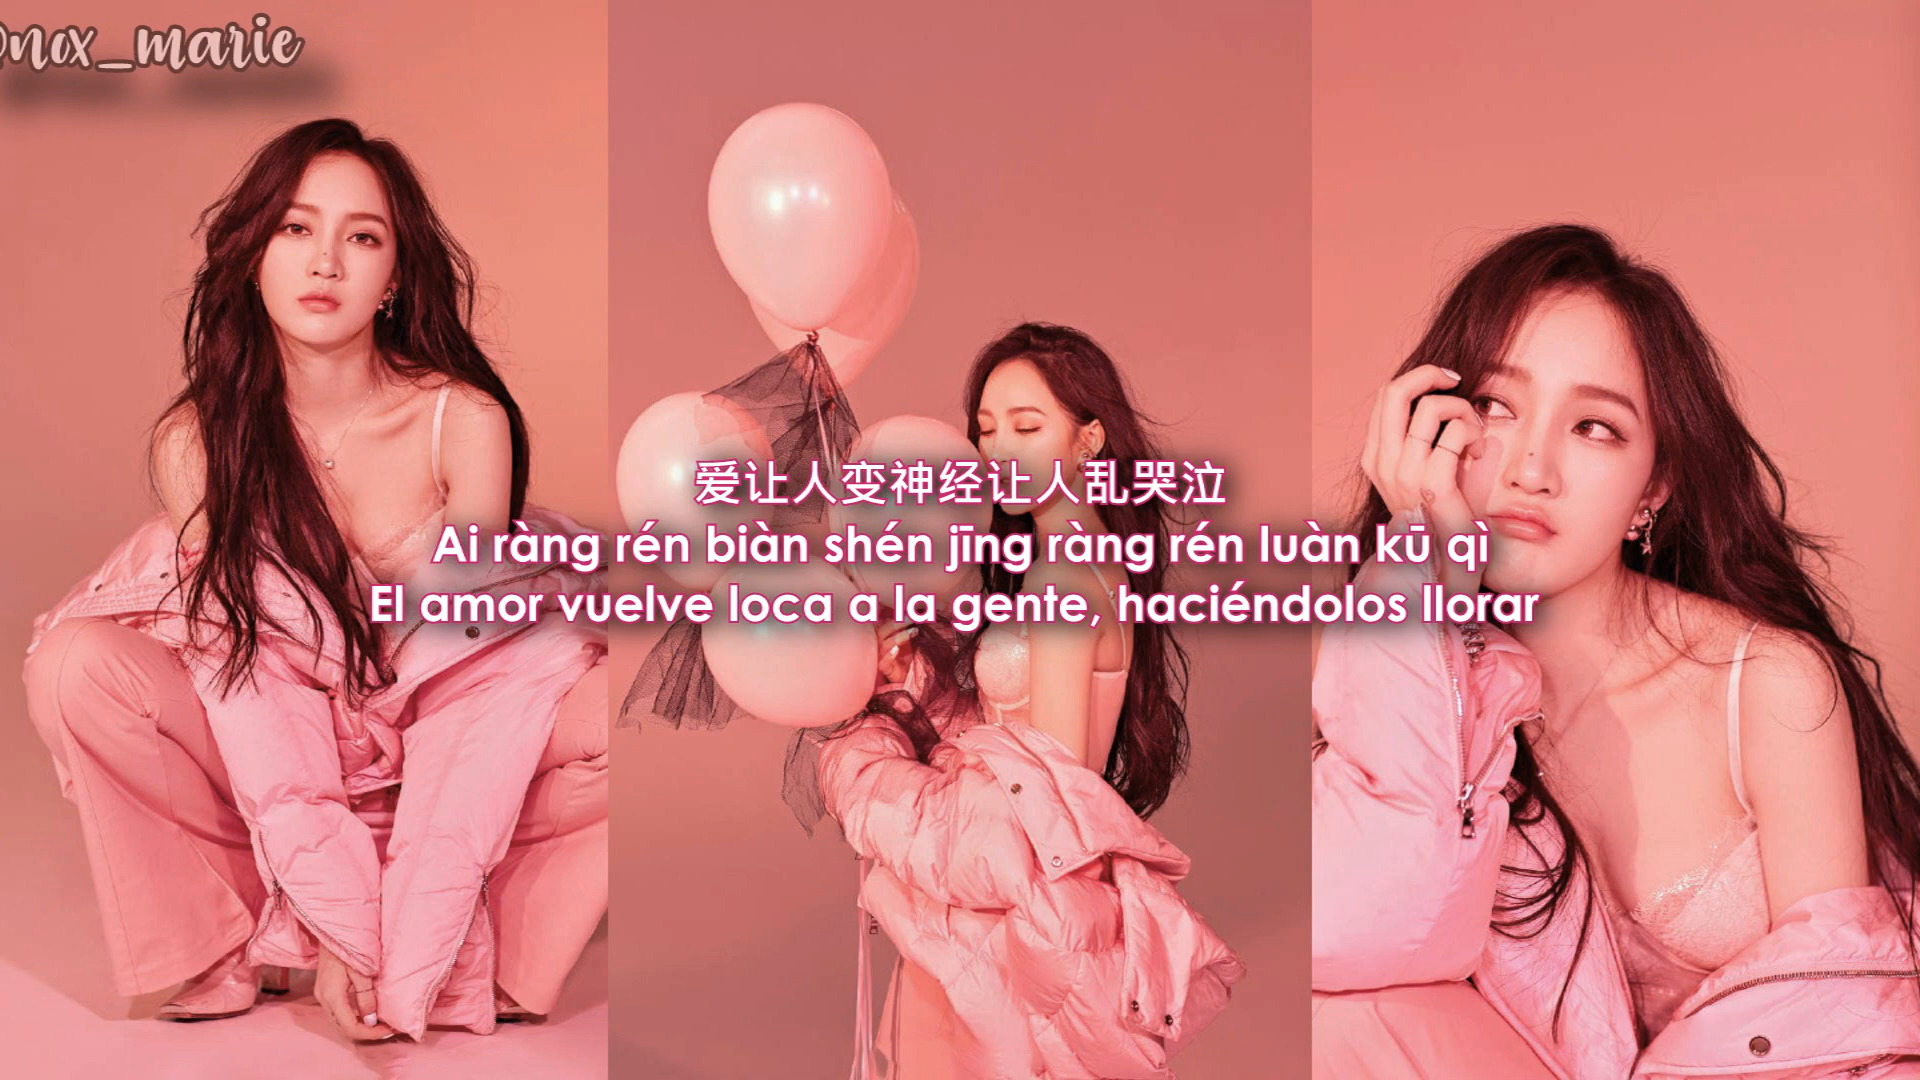 @nox_marie
爱让人变神经让人乱哭泣
Ai ràng rén biàn shén jīng ràng rén luàn kū qì
El amor vuelve loca a la gente, haciéndolos llorar